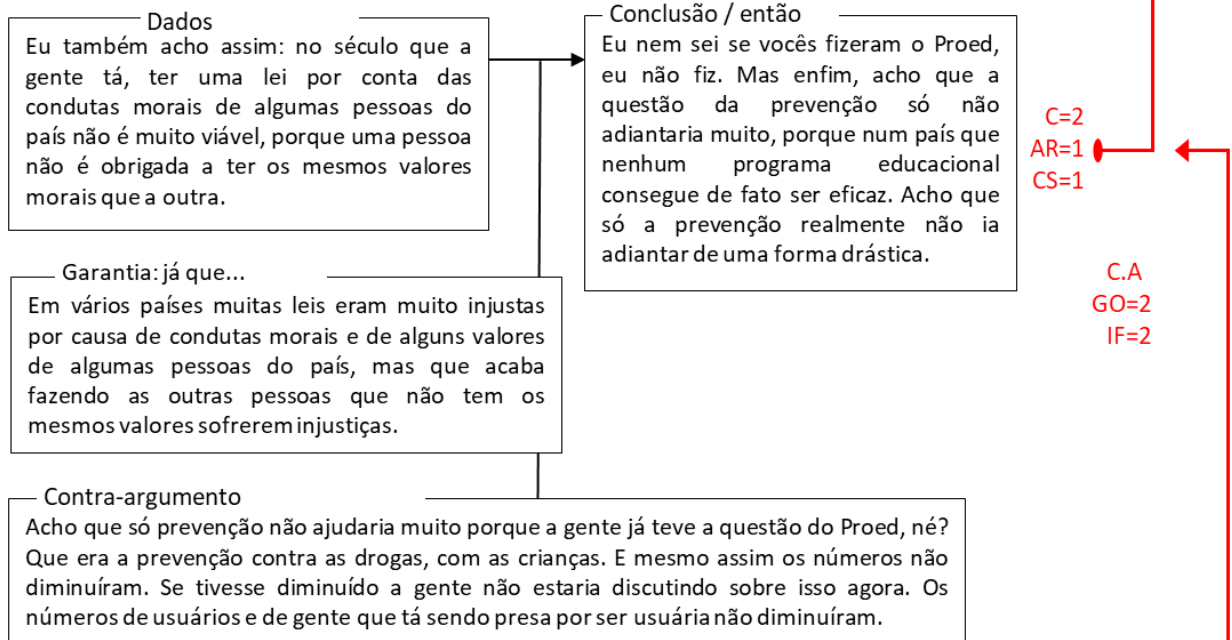 Dados
Eu também acho assim: no século que a
gente tá, ter uma lei por conta das
condutas morais de algumas pessoas do
país não é muito viável, porque uma pessoa
não é obrigada a ter os mesmos valores
morais que a outra.
Conclusão / então
Eu nem sei se vocês fizeram o Proed,
eu não fiz. Mas enfim, acho que a
questão da prevenção só não
adiantaria muito, porque num país que
nenhum programa educacional
consegue de fato ser eficaz. Acho que
só a prevenção realmente não ia
adiantar de uma forma drástica.
C=2
AR=1
CS=1
C.A
GO=2
IF=2
Garantia: já que...
Em vários países muitas leis eram muito injustas
por causa de condutas morais e de alguns valores
de algumas pessoas do país, mas que acaba
fazendo as outras pessoas que não tem os
mesmos valores sofrerem injustiças.
Contra-argumento
Acho que só prevenção não ajudaria muito porque a gente já teve a questão do Proed, né?
Que era a prevenção contra as drogas, com as crianças. E mesmo assim os números não
diminuíram. Se tivesse diminuído a gente não estaria discutindo sobre isso agora. Os
números de usuários e de gente que tá sendo presa por ser usuária não diminuíram.